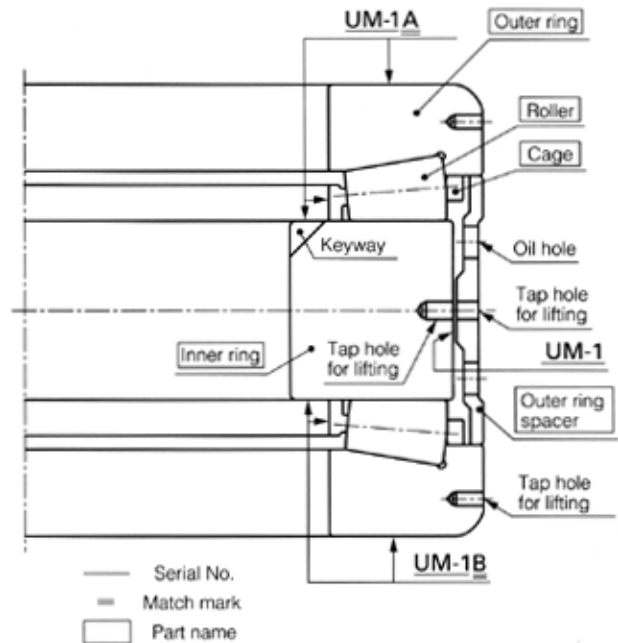 UM-1A
Outer ring
Roller
Cage
Keyway
Oil hole
Tap hole
for lifting
Inner ring
Tap hole
for lifting
UM-1
Outer ring
spacer
Tap hole
for lifting
UM-1B
Serial No.
Match mark
Part name